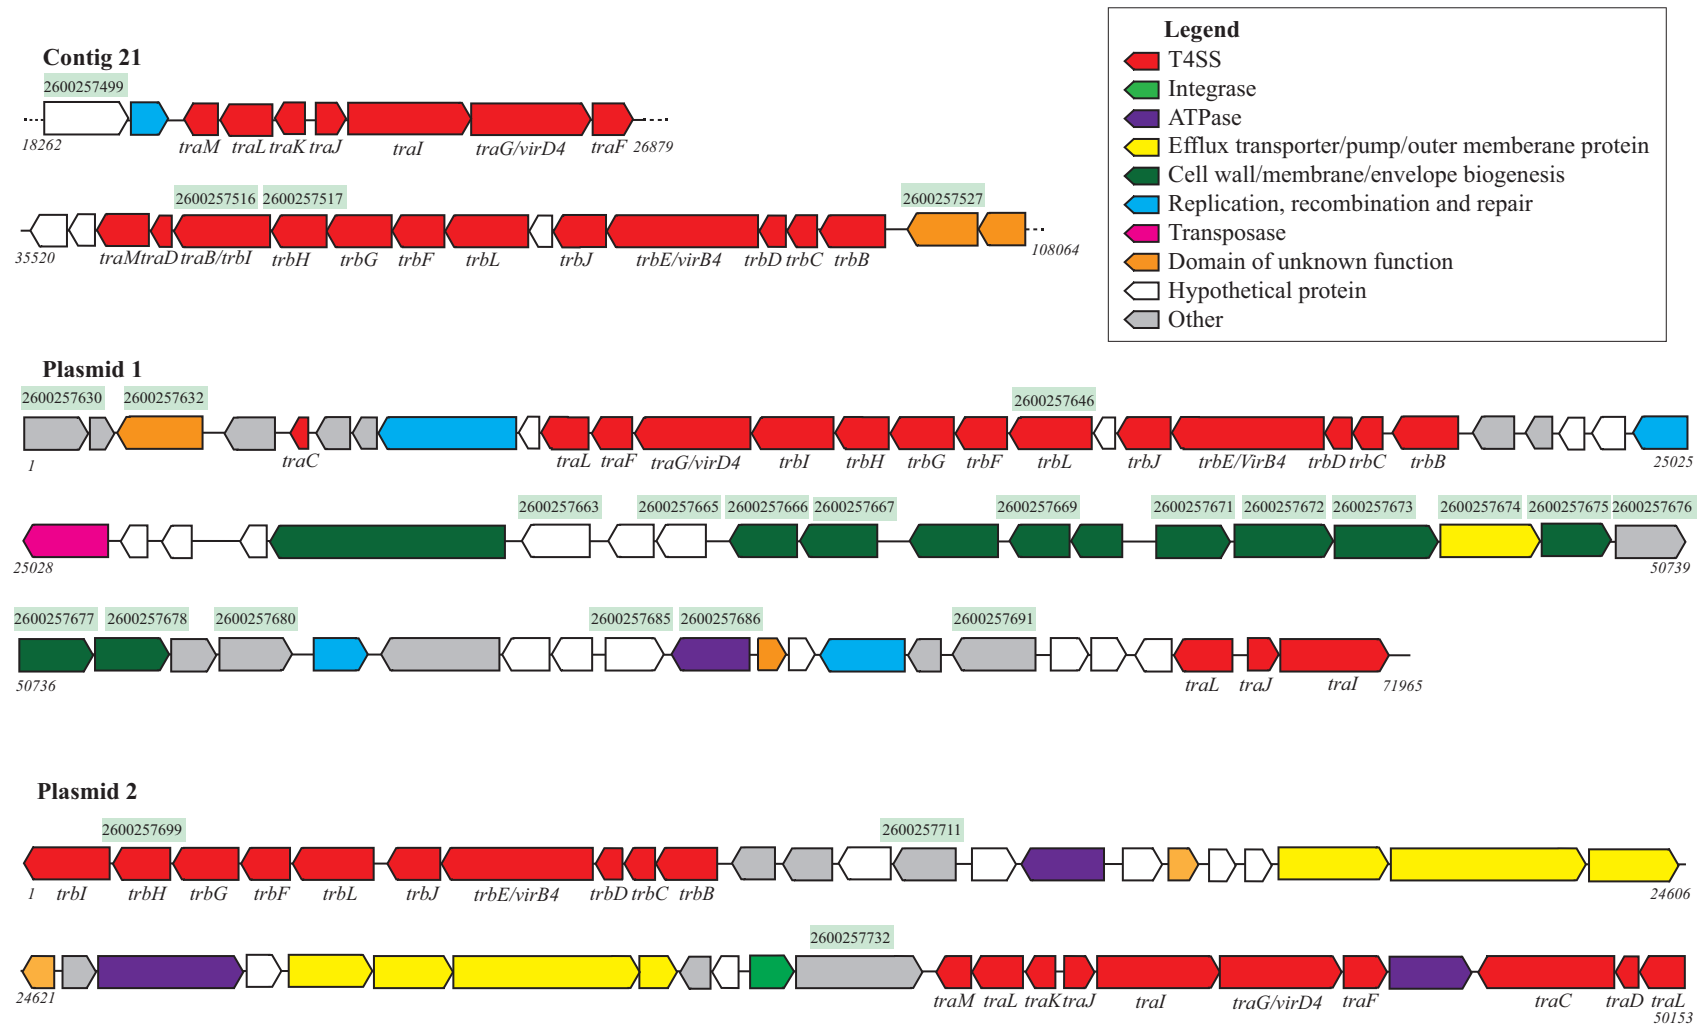 Legend
T4SS
Integrase
ATPase
Efflux transporter/pump/outer memberane protein
Cell wall/membrane/envelope biogenesis
Replication, recombination and repair
Transposase
Domain of unknown function
Hypothetical protein
Other
Contig 21
2600257499
18262 traM traL traK traJ traI traG/virD4 traF 26879
2600257516 2600257517 2600257527
35520 traM traD traB/trbI trbH trbG trbF trbL trbJ trbE/virB4 trbD trbC trbB 108064
Plasmid 1
2600257630 2600257632 2600257646
1 traC traL traF traG/virD4 trbI trbH trbG trbF trbL trbJ trbE/VirB4 trbD trbC trbB 25025
2600257663 2600257665 2600257666 2600257667 2600257669 2600257671 2600257672 2600257673 2600257674 2600257675 2600257676
25028 50739
2600257677 2600257678 2600257680 2600257685 2600257686 2600257691
50736 traL traJ traI 71965
Plasmid 2
2600257699 2600257711
1 trbI trbH trbG trbF trbL trbJ trbE/virB4 trbD trbC trbB 24606
2600257732
24621 traM traL traK traJ traI traG/virD4 traF traC traD traL
50153